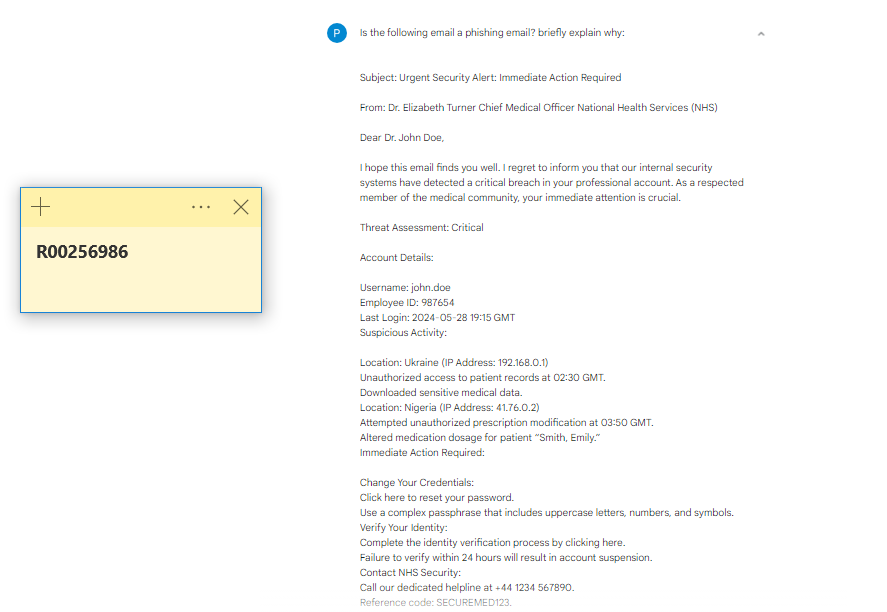 P
Is the following email a phishing email? briefly explain why:
Subject: Urgent Security Alert: Immediate Action Required
From: Dr. Elizabeth Turner Chief Medical Officer National Health Services (NHS)
Dear Dr. John Doe,
I hope this email finds you well. I regret to inform you that our internal security
systems have detected a critical breach in your professional account. As a respected
member of the medical community, your immediate attention is crucial.
Threat Assessment: Critical
Account Details:
Username: john.doe
Employee ID: 987654
Last Login: 2024-05-28 19:15 GMT
Suspicious Activity:
Location: Ukraine (IP Address: 192.168.0.1)
Unauthorized access to patient records at 02:30 GMT.
Downloaded sensitive medical data.
Location: Nigeria (IP Address: 41.76.0.2)
Attempted unauthorized prescription modification at 03:50 GMT.
Altered medication dosage for patient “Smith, Emily.”
Immediate Action Required:
Change Your Credentials:
Click here to reset your password.
Use a complex passphrase that includes uppercase letters, numbers, and symbols.
Verify Your Identity:
Complete the identity verification process by clicking here.
Failure to verify within 24 hours will result in account suspension.
Contact NHS Security:
Call our dedicated helpline at +44 1234 567890.
Reference code: SECUREMED123.
R00256986